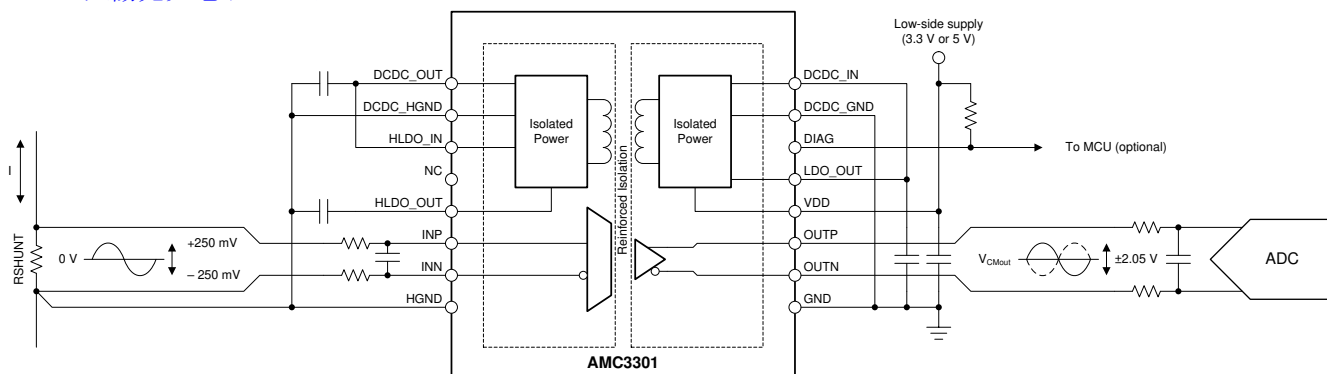 Low-side supply
(3.3 V or 5 V)
DCDC_OUT
DCDC_HGND
HLDO_IN
NC
HLDO_OUT
INP
INN
HGND
Isolated
Power
Reinforced Isolation
Isolated
Power
DCDC_IN
DCDC_GND
DIAG
LDO_OUT
VDD
OUTP
OUTN
GND
To MCU (optional)
I
RSHUNT
0 V
+250 mV
– 250 mV
VCMout
±2.05 V
ADC
AMC3301